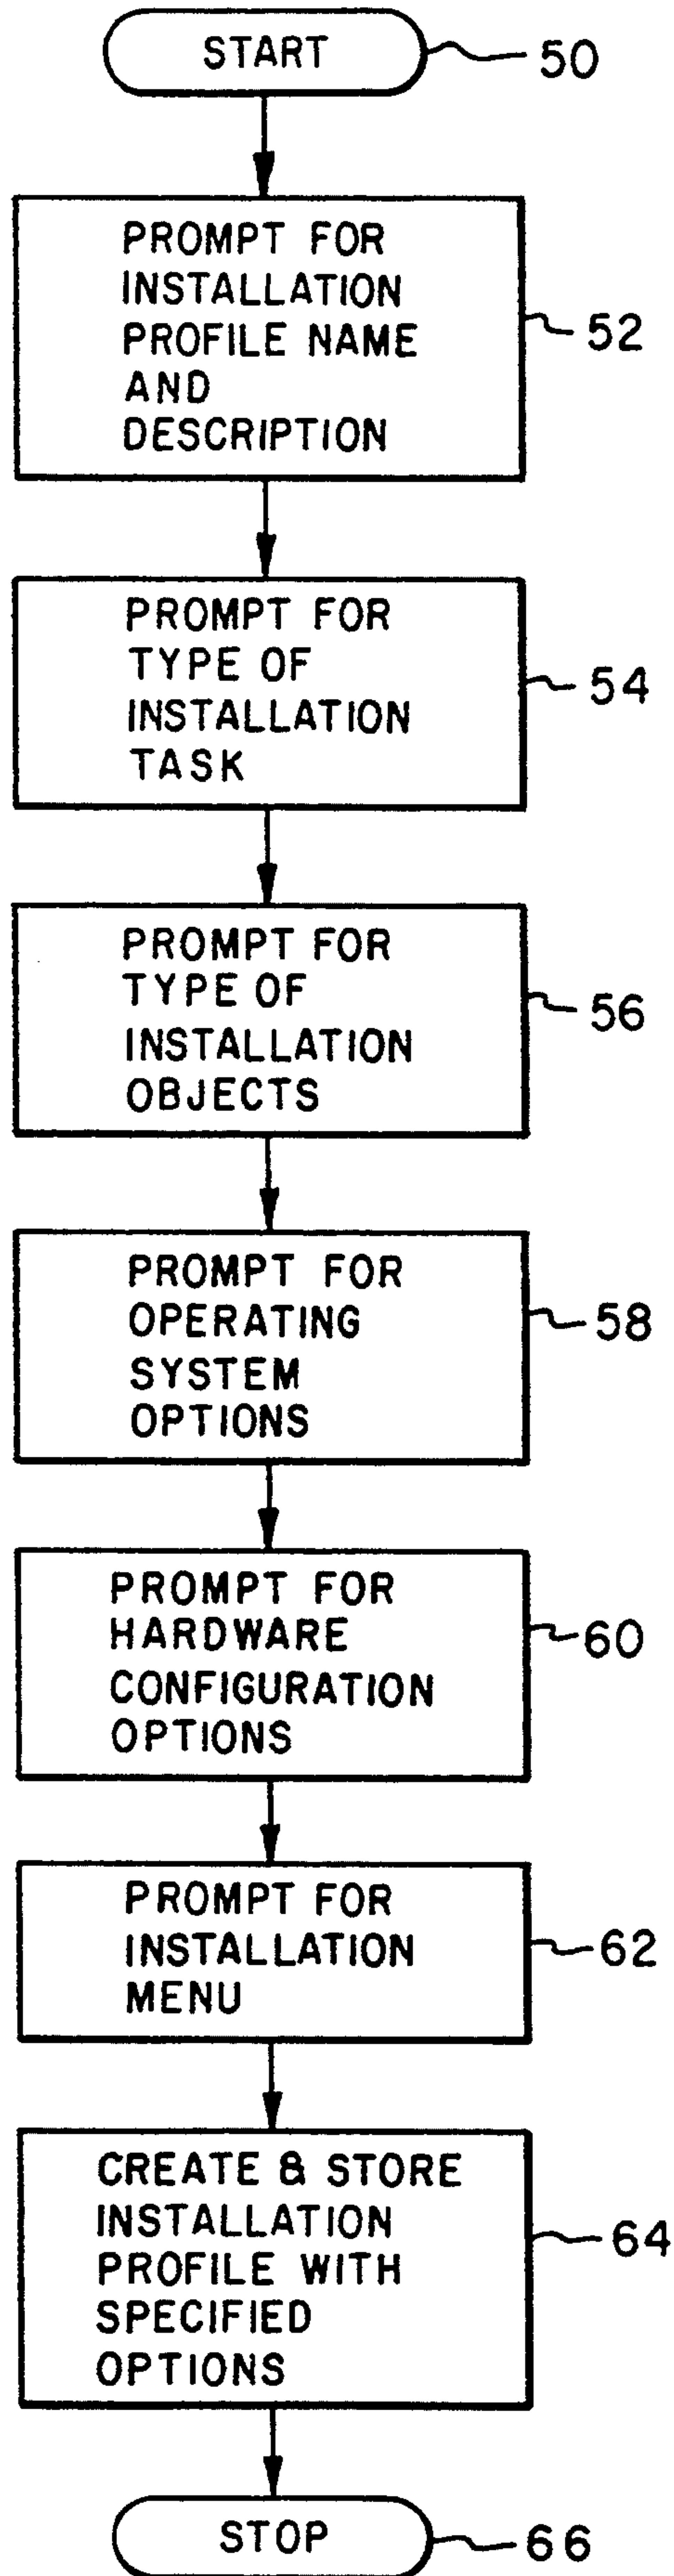 START
50
PROMPT FOR
INSTALLATION
PROFILE NAME
AND
DESCRIPTION
52
PROMPT FOR
TYPE OF
INSTALLATION
TASK
54
PROMPT FOR
TYPE OF
INSTALLATION
OBJECTS
56
PROMPT FOR
OPERATING
SYSTEM
OPTIONS
58
PROMPT FOR
HARDWARE
CONFIGURATION
OPTIONS
60
PROMPT FOR
INSTALLATION
MENU
62
CREATE & STORE
INSTALLATION
PROFILE WITH
SPECIFIED
OPTIONS
64
STOP
66